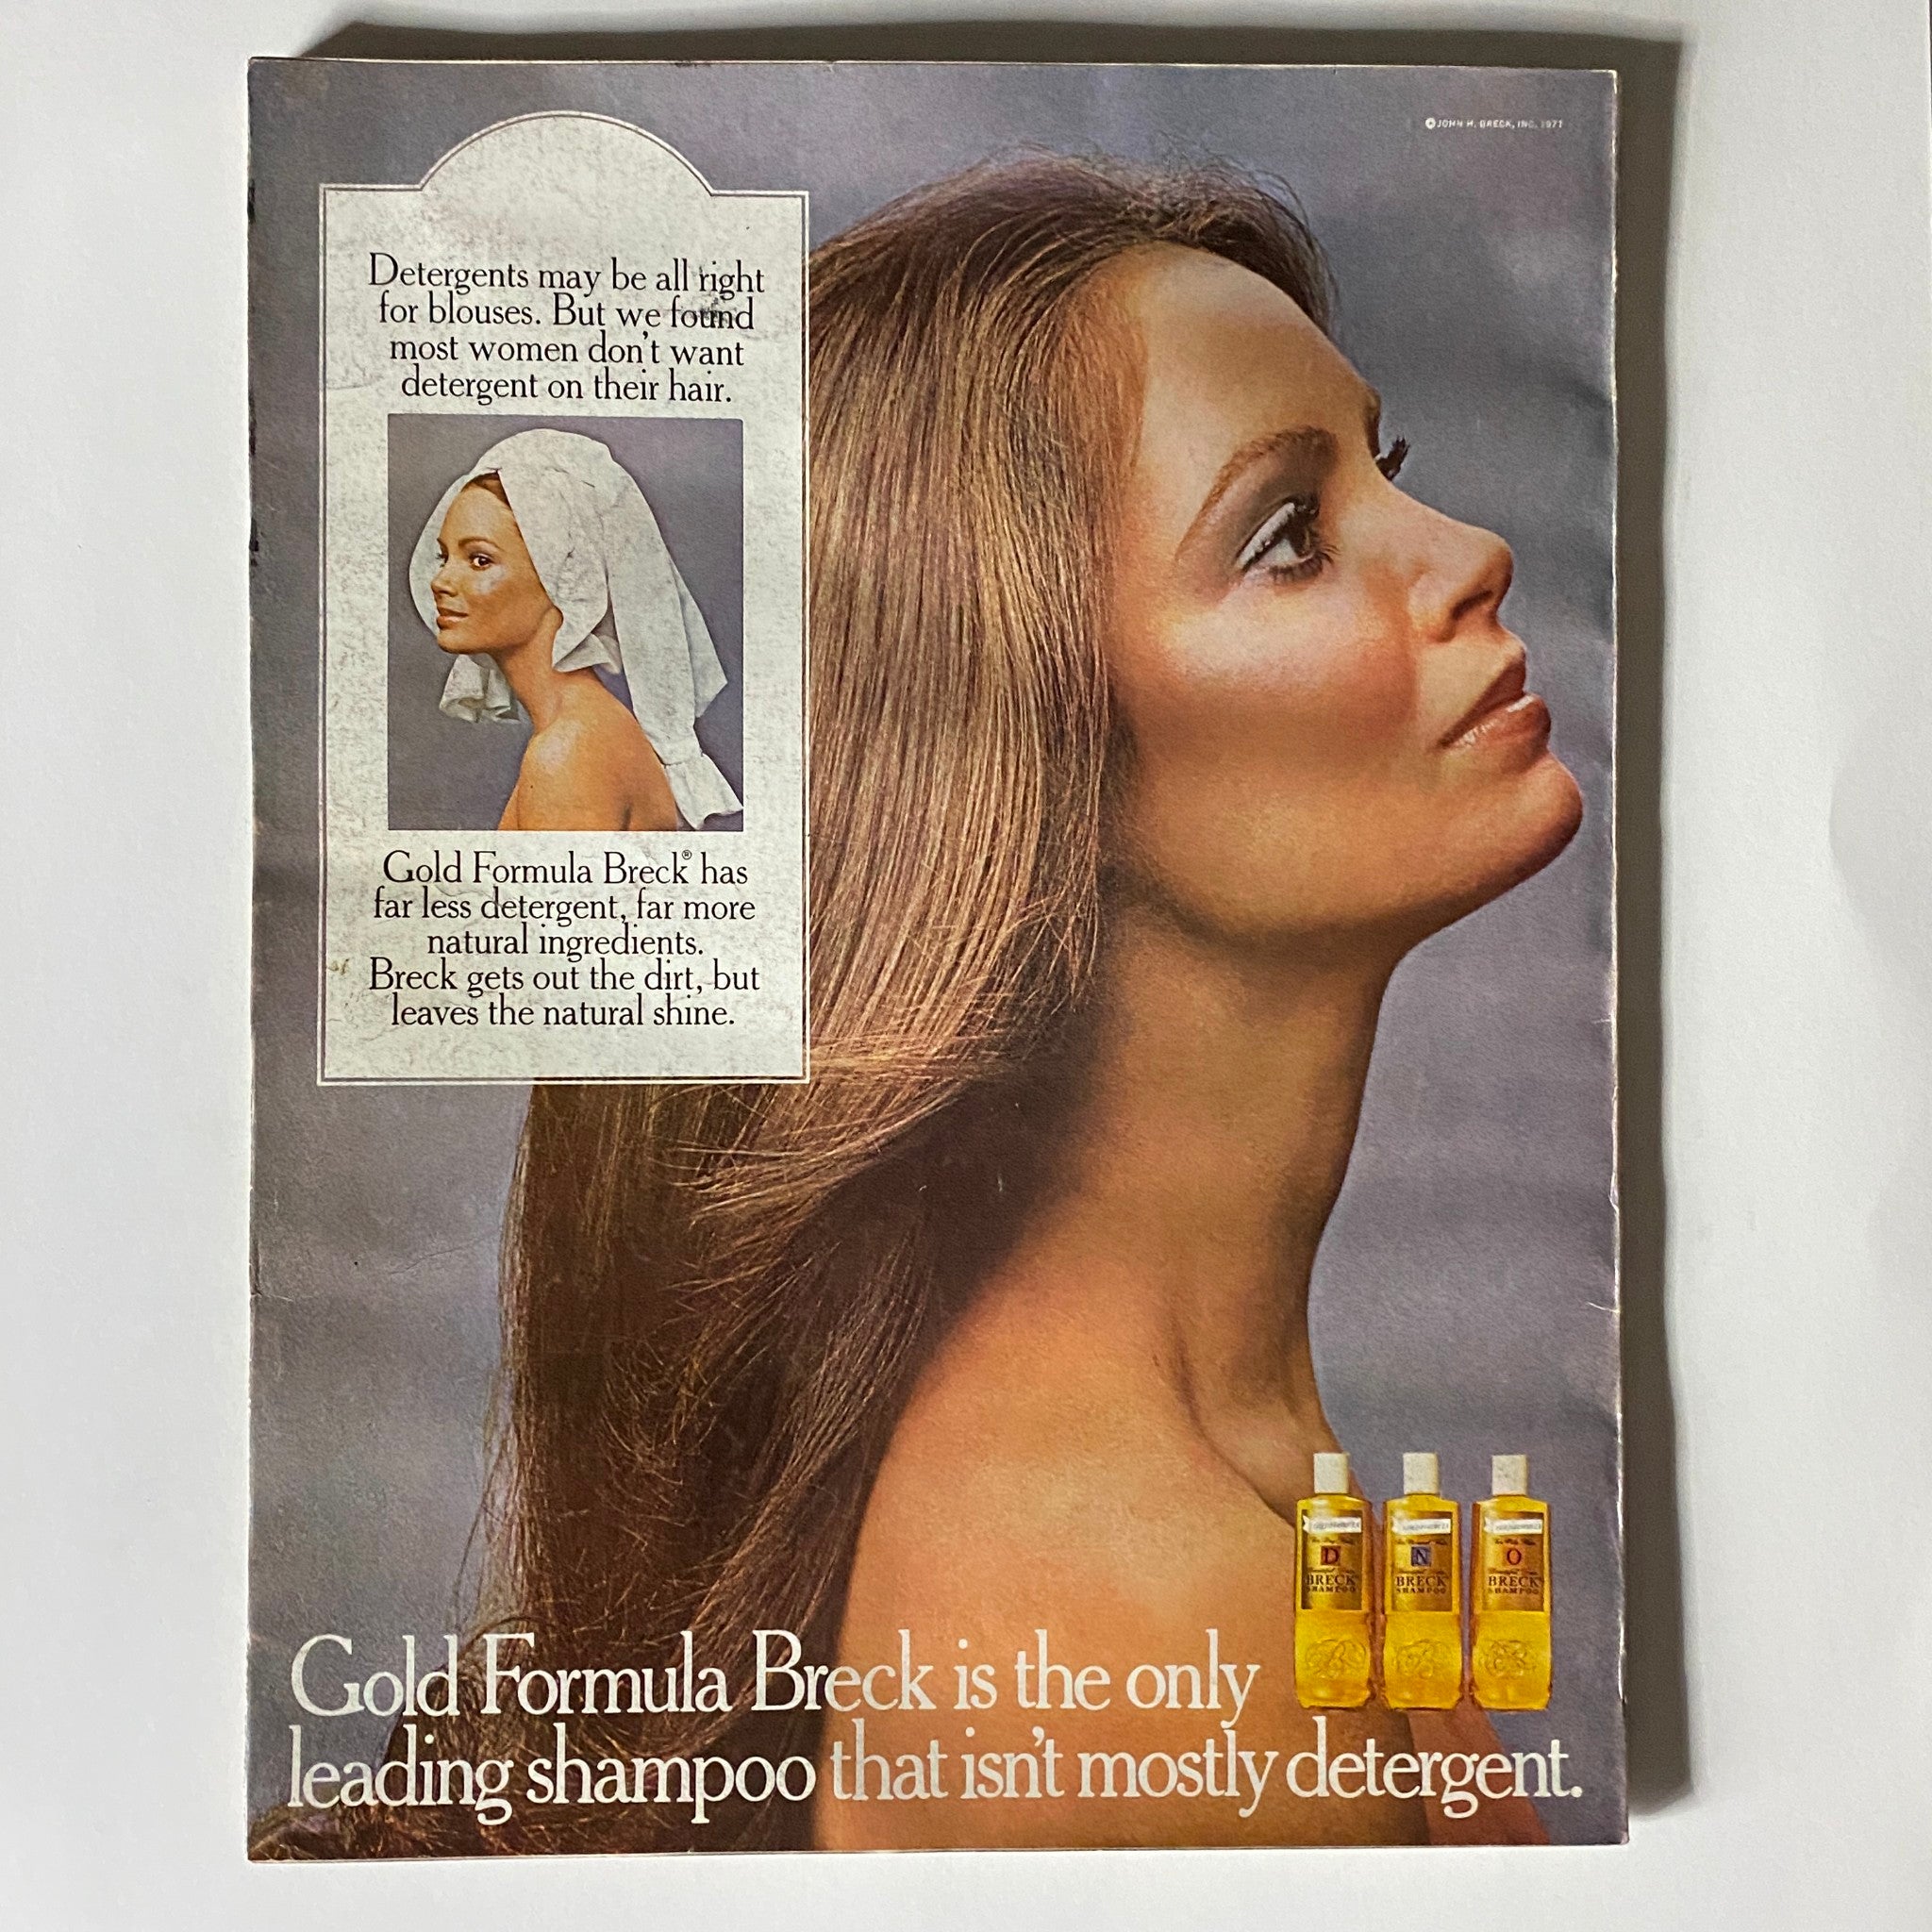 ©JOHN H. BRECK, INC. 1977
Detergents may be all right
for blouses. But we found
most women don't want
detergent on their hair.
Gold Formula Breck® has
far less detergent, far more
natural ingredients.
Breck gets out the dirt, but
leaves the natural shine.
D
BRECK
SHAMPOO
N
BRECK
SHAMPOO
O
BRECK
SHAMPOO
Gold Formula Breck is the only
leading shampoo that isn't mostly detergent.